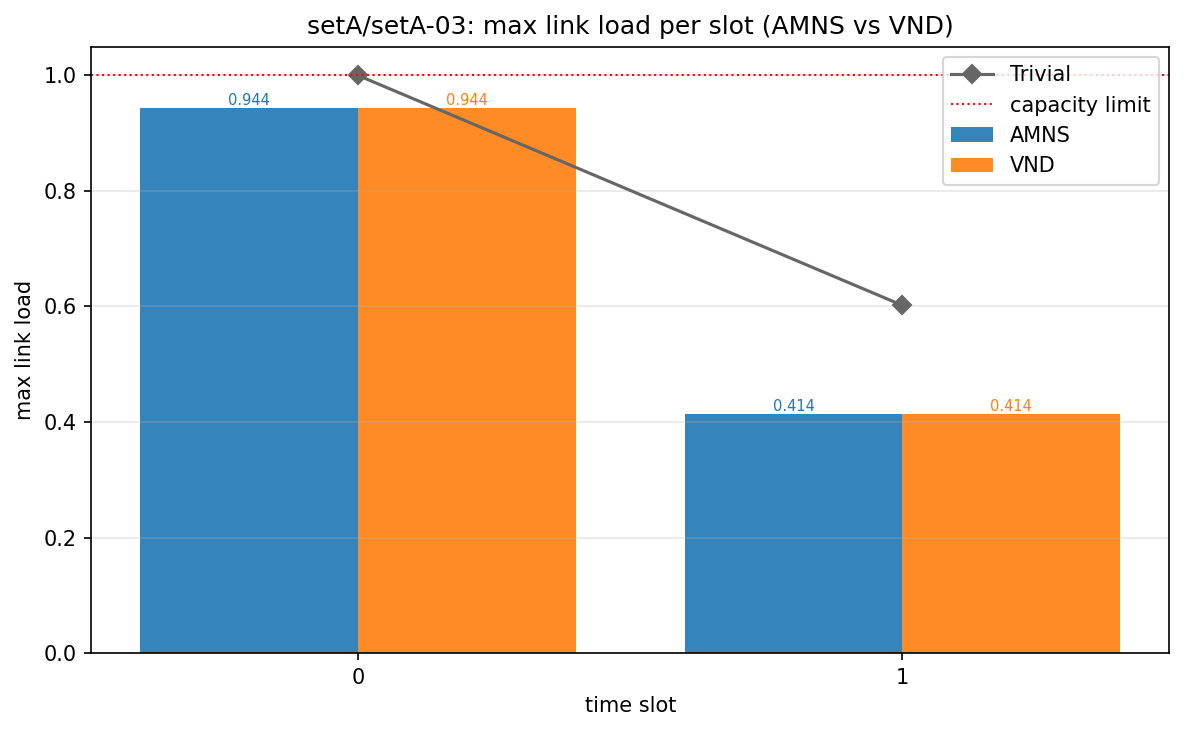 setA/setA-03: max link load per slot (AMNS vs VND)
max link load
1.0
0.8
0.6
0.4
0.2
0.0
0.944
0.944
0.414
0.414
Trivial
capacity limit
AMNS
VND
0
1
time slot